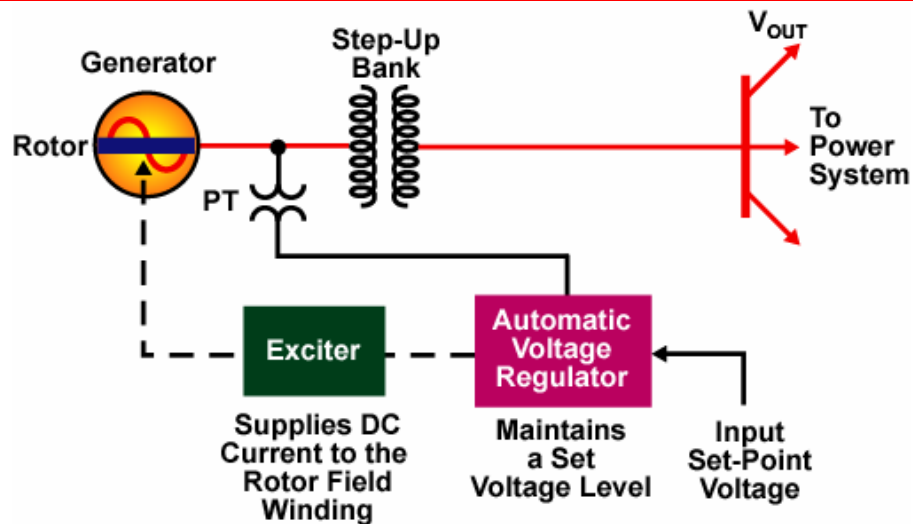 V_OUT
Step-Up
Bank
Generator
Rotor
To
Power
System
PT
Exciter
Automatic
Voltage
Regulator
Supplies DC
Current to the
Rotor Field
Winding
Maintains
a Set
Voltage Level
Input
Set-Point
Voltage